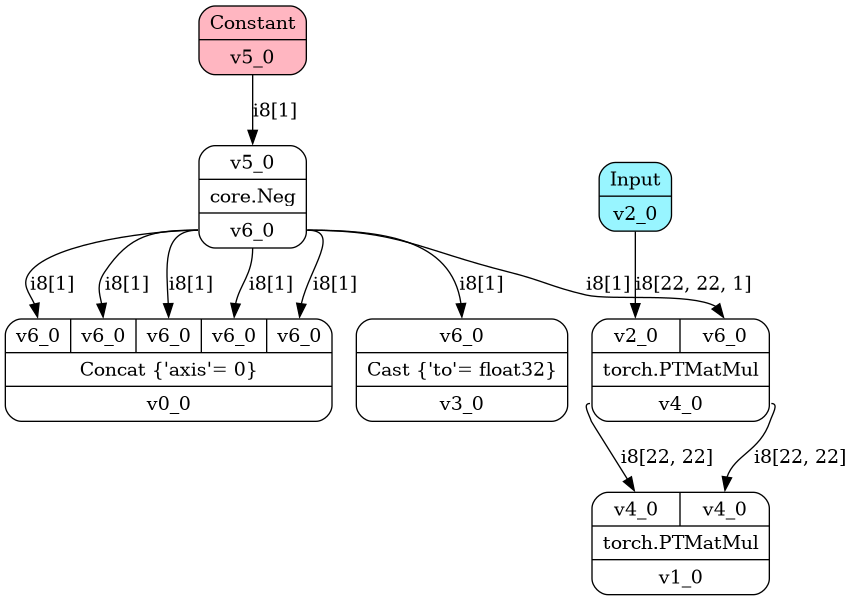 Constant
v5_0
i8[1]
v5_0
core.Neg
v6_0
Input
v2_0
i8[1]
i8[1]
i8[1]
i8[1]
i8[1]
i8[1]
i8[1]
i8[22, 22, 1]
v6_0 v6_0 v6_0 v6_0 v6_0
Concat {'axis'= 0}
v0_0
v6_0
Cast {'to'= float32}
v3_0
v2_0 v6_0
torch.PTMatMul
v4_0
i8[22, 22]
i8[22, 22]
v4_0 v4_0
torch.PTMatMul
v1_0